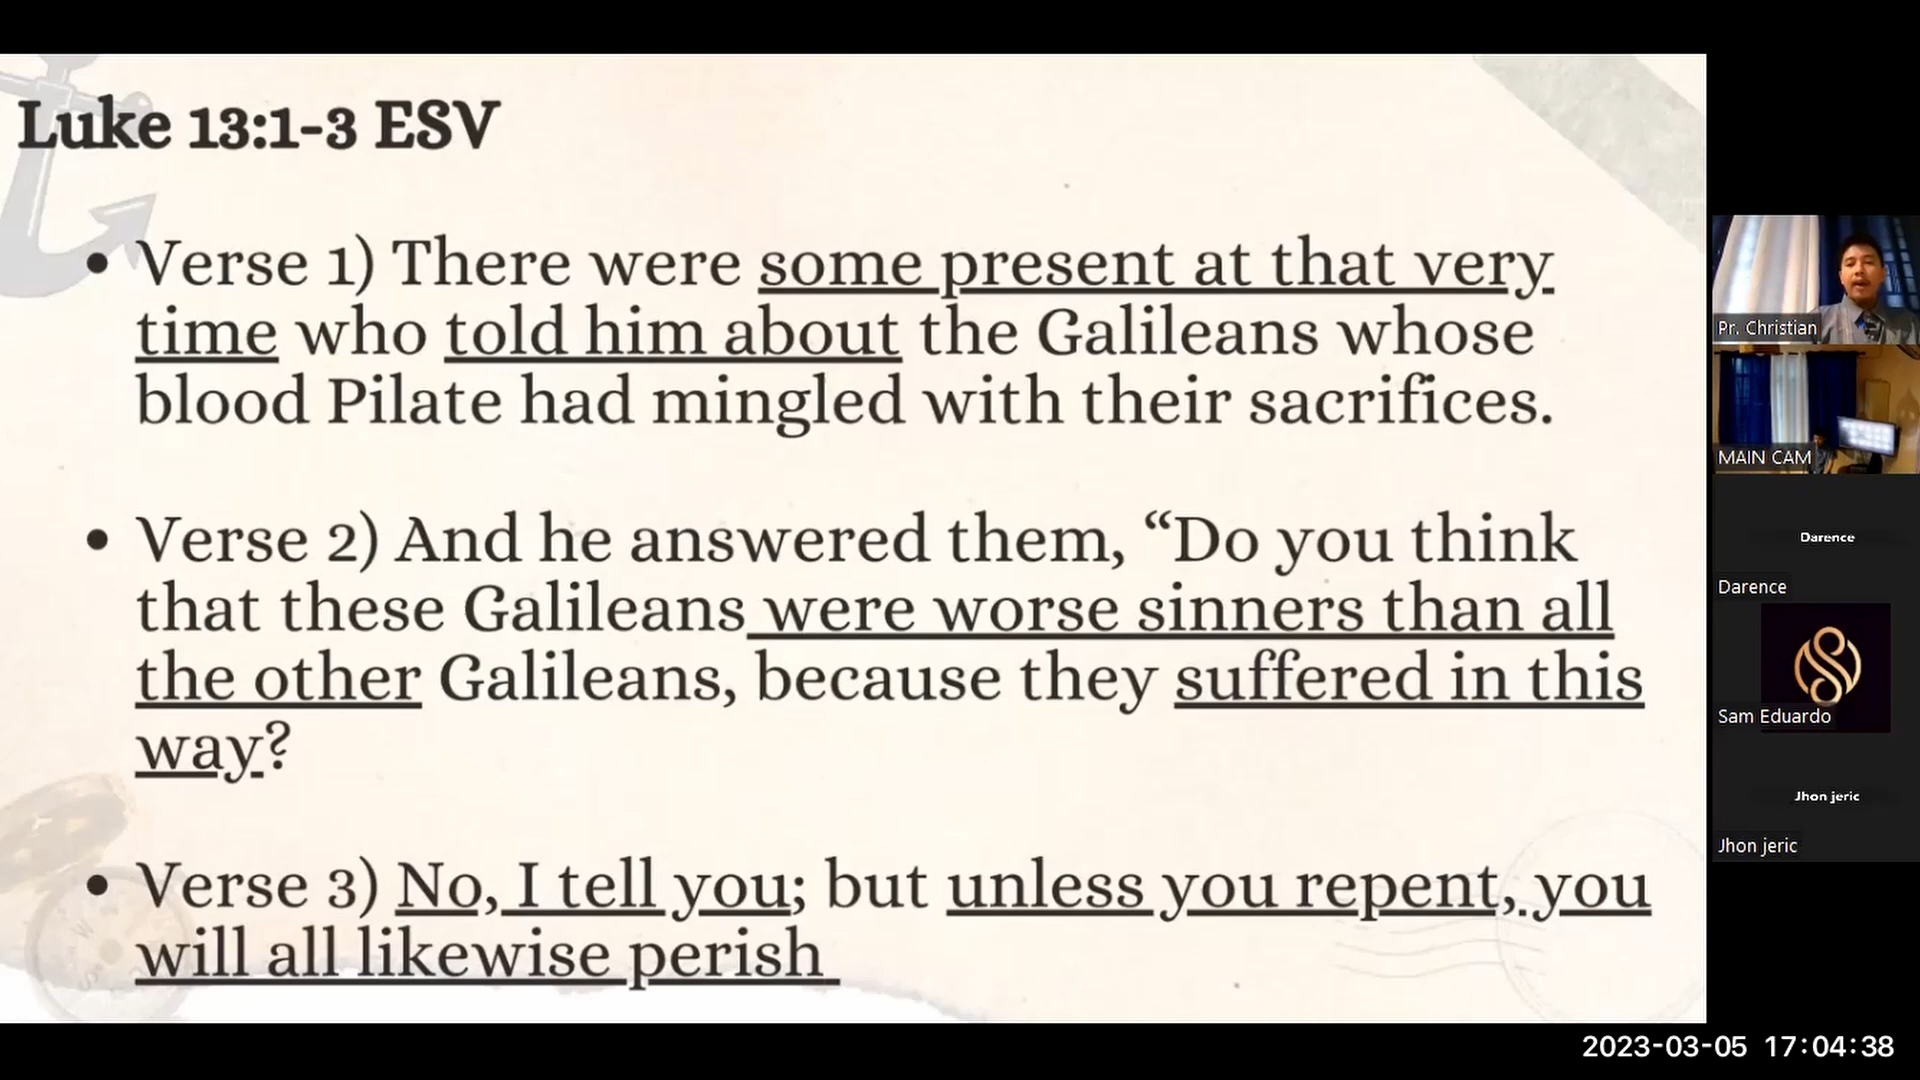 Luke 13:1-3 ESV
• Verse 1) There were some present at that very
time who told him about the Galileans whose
blood Pilate had mingled with their sacrifices.
• Verse 2) And he answered them, “Do you think
that these Galileans were worse sinners than all
the other Galileans, because they suffered in this
way?
• Verse 3) No, I tell you; but unless you repent, you
will all likewise perish
Pr. Christian
MAIN CAM
Darence
Darence
Sam Eduardo
Jhon jeric
Jhon jeric
2023-03-05 17:04:38